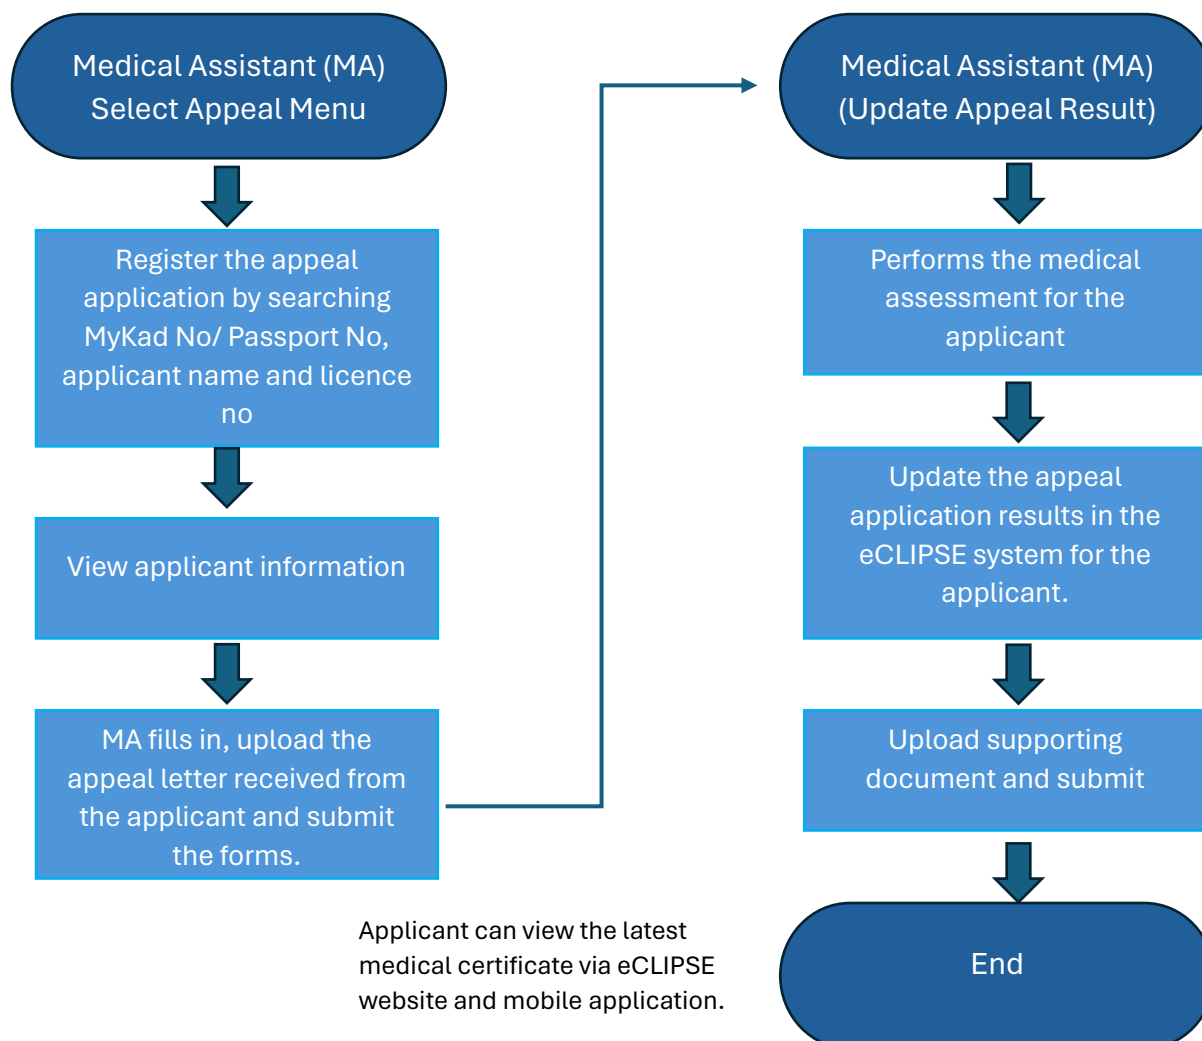 Medical Assistant (MA)
Select Appeal Menu
Register the appeal
application by searching
MyKad No/ Passport No,
applicant name and licence
no
View applicant information
MA fills in, upload the
appeal letter received from
the applicant and submit
the forms.
Medical Assistant (MA)
(Update Appeal Result)
Performs the medical
assessment for the
applicant
Update the appeal
application results in the
eCLIPSE system for the
applicant.
Upload supporting
document and submit
End
Applicant can view the latest
medical certificate via eCLIPSE
website and mobile application.